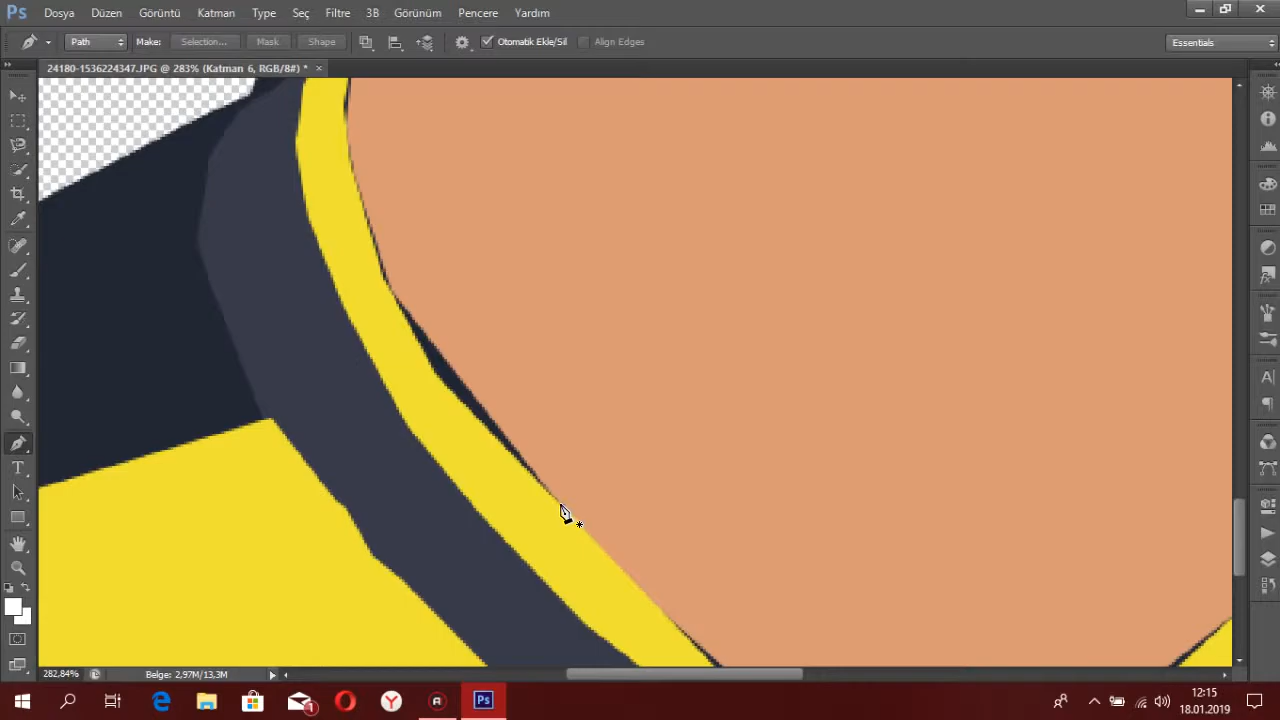 Ps Dosya Düzen Görüntü Katman Type Seç Filtre 3B Görünüm Pencere Yardım
Path Make: Selection... Mask Shape Otomatik Ekle/Sil Align Edges Essentials
24180-1536224347.JPG @ 283% (Katman 6, RGB/8#) * ×
282,84% Belge: 2,97M/13,3M
12:15
1 Ps 18.01.2019